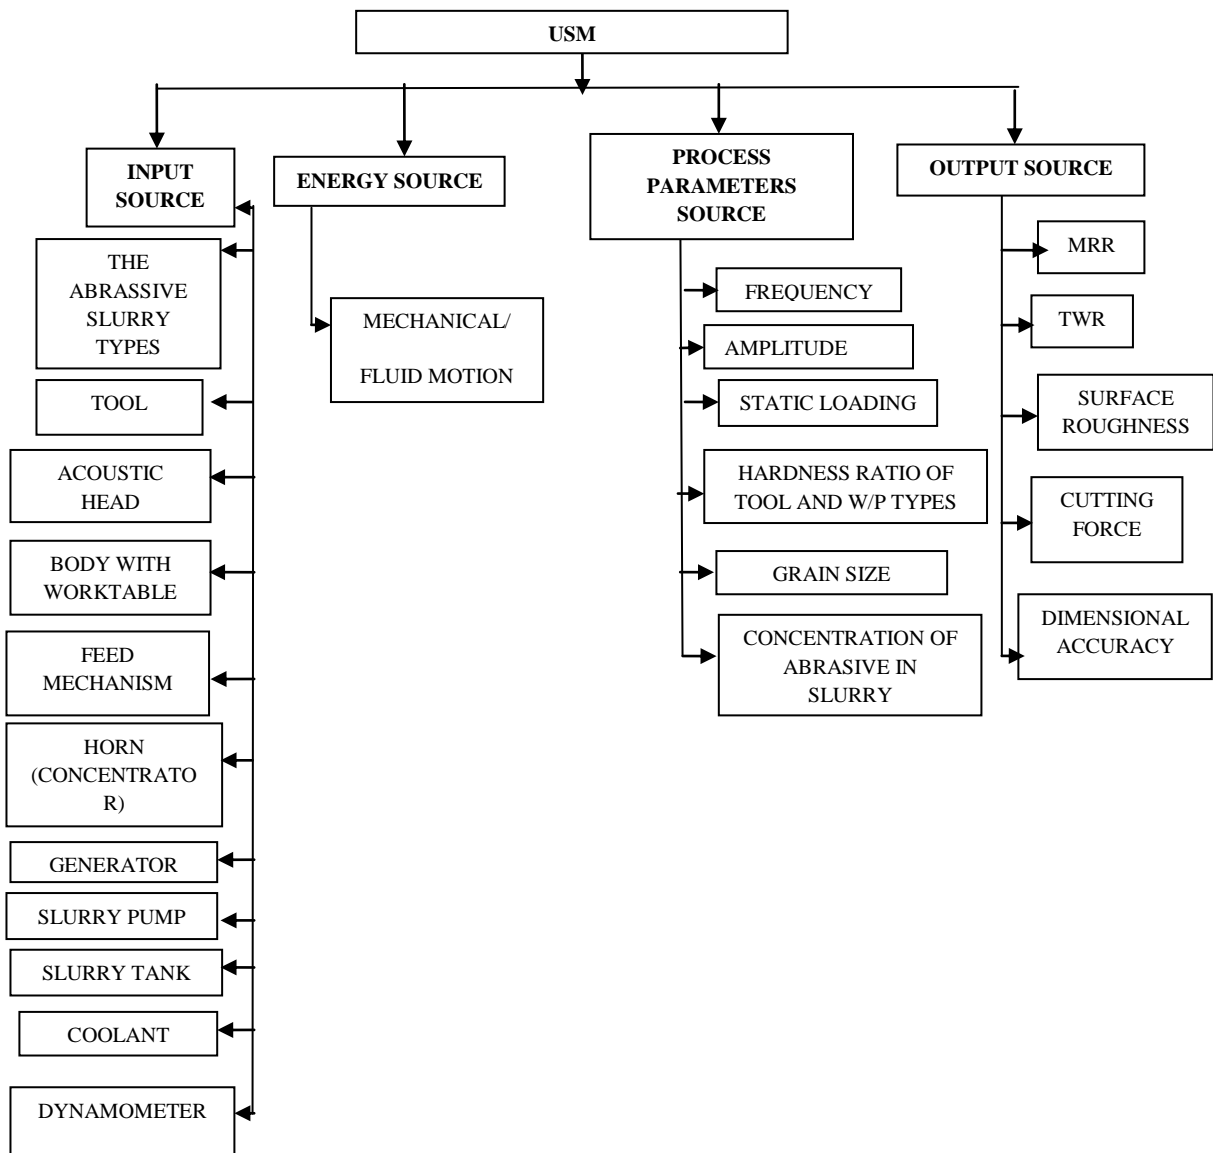 USM
INPUT
SOURCE
THE
ABRASSIVE
SLURRY
TYPES
TOOL
ACOUSTIC
HEAD
BODY WITH
WORKTABLE
FEED
MECHANISM
HORN
(CONCENTRATO
R)
GENERATOR
SLURRY PUMP
SLURRY TANK
COOLANT
DYNAMOMETER
ENERGY SOURCE
MECHANICAL/
FLUID MOTION
PROCESS
PARAMETERS
SOURCE
FREQUENCY
AMPLITUDE
STATIC LOADING
HARDNESS RATIO OF
TOOL AND W/P TYPES
GRAIN SIZE
CONCENTRATION OF
ABRASIVE IN
SLURRY
OUTPUT SOURCE
MRR
TWR
SURFACE
ROUGHNESS
CUTTING
FORCE
DIMENSIONAL
ACCURACY